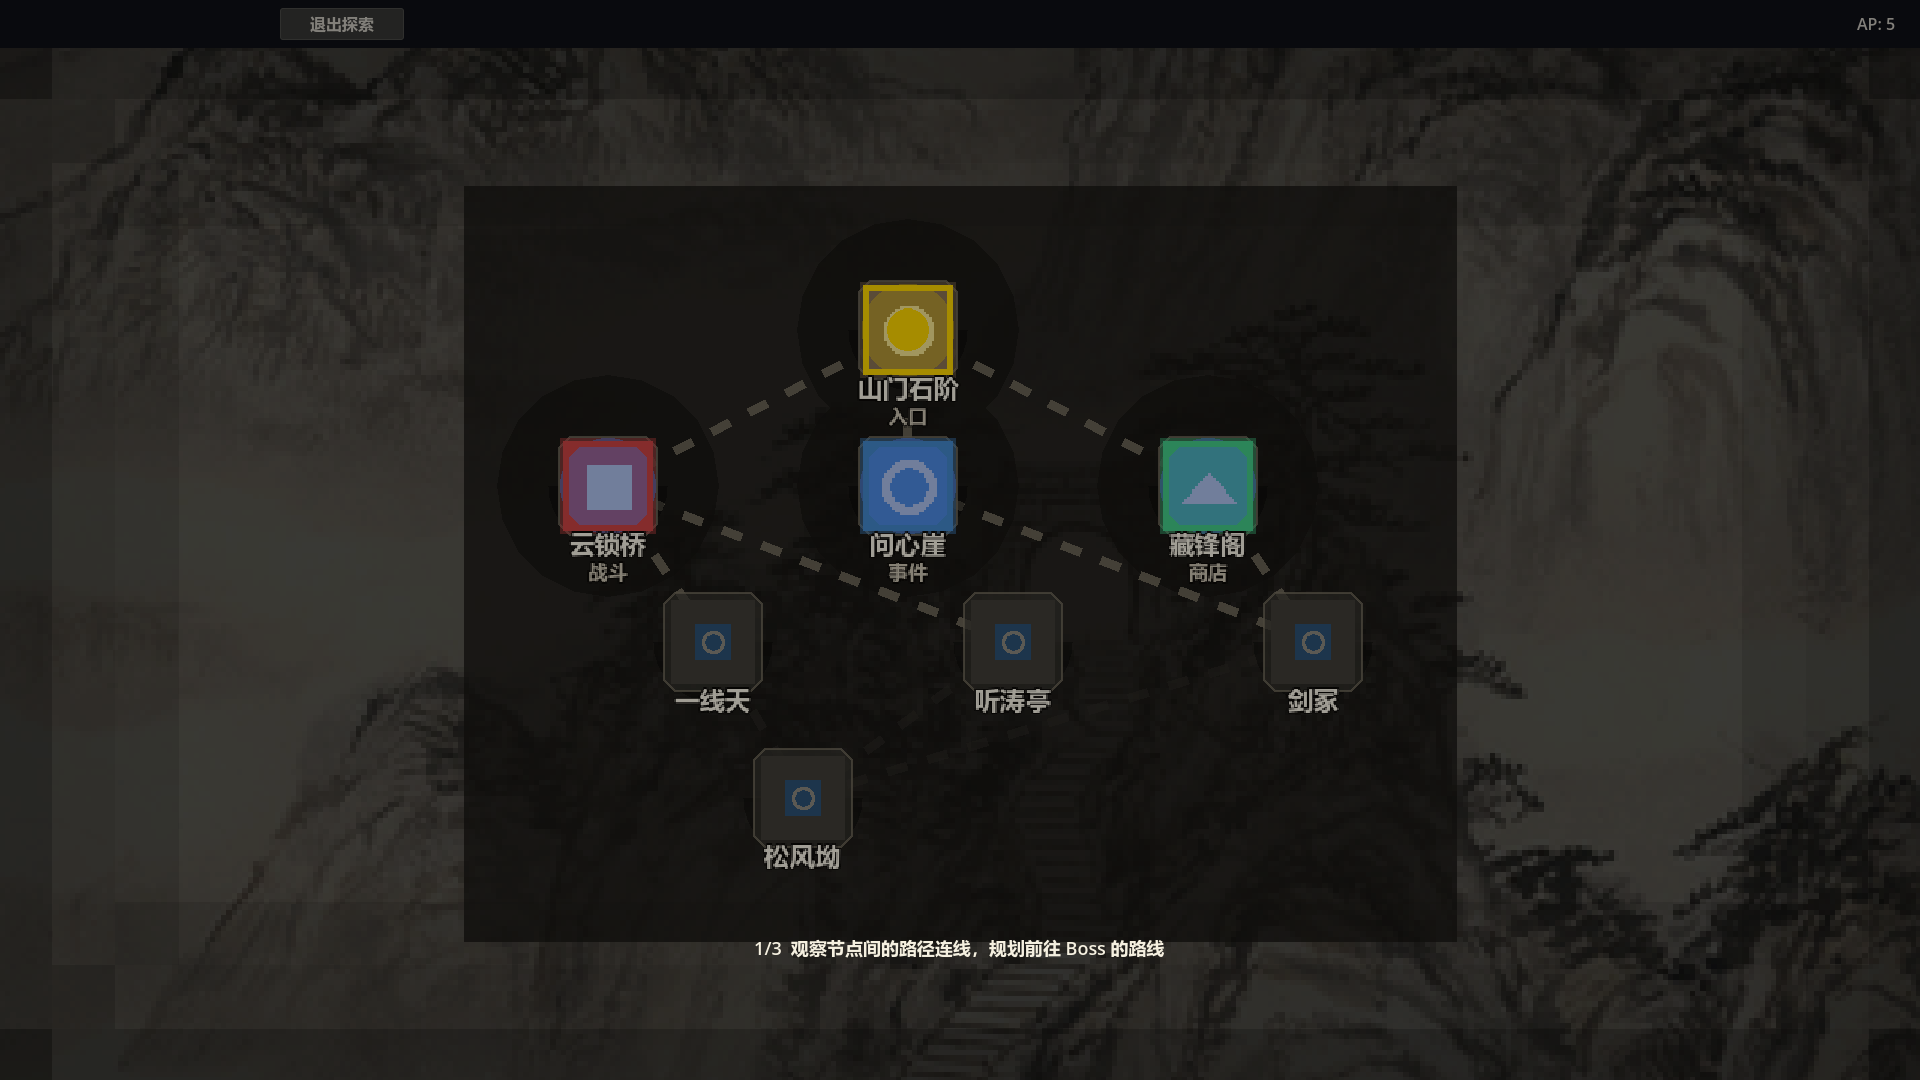 退出探索
AP: 5
山门石阶
入口
云锁桥
战斗
问心崖
事件
藏锋阁
商店
一线天
听涛亭
剑冢
松风坳
1/3 观察节点间的路径连线，规划前往 Boss 的路线